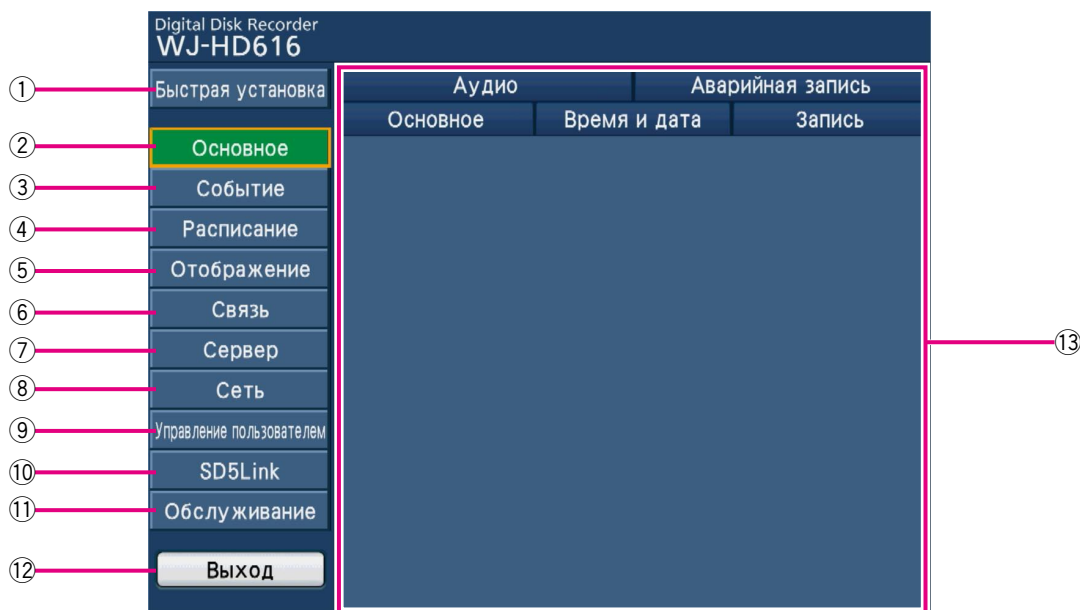 Digital Disk Recorder
WJ-HD616
① Быстрая установка
Аудио Аварийная запись
Основное Время и дата Запись
② Основное
③ Событие
④ Расписание
⑤ Отображение
⑥ Связь
⑦ Сервер
⑬
⑧ Сеть
⑨ Управление пользователем
⑩ SD5Link
⑪ Обслуживание
⑫ Выход